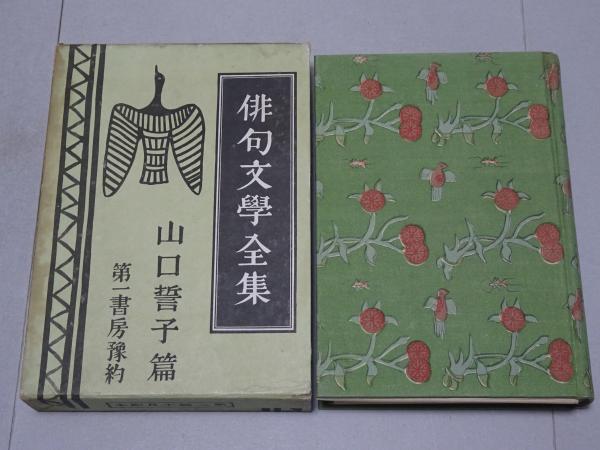 俳句文學全集
山口誓子篇
第一書房豫約